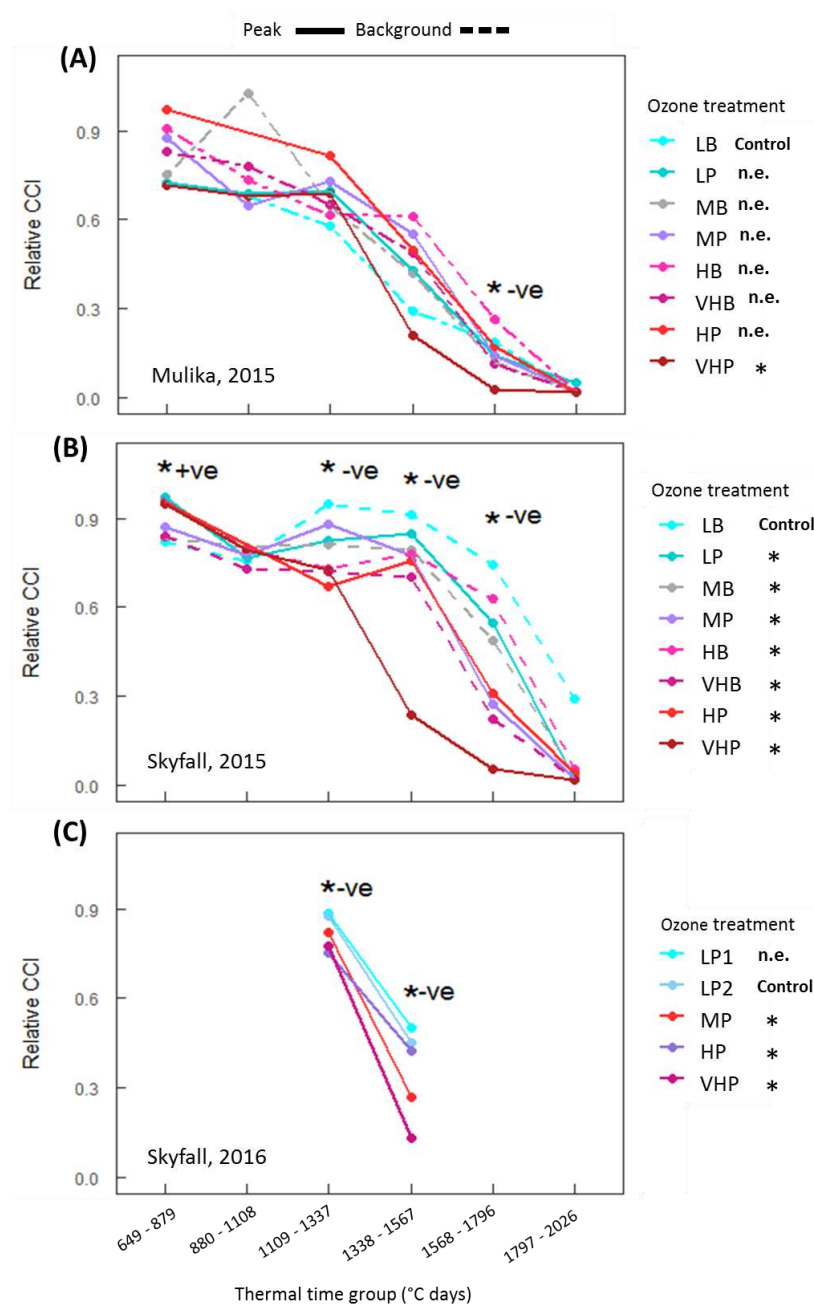 Peak Background
(A)
Relative CCI
0.9
0.6
0.3
0.0
* -ve
Mulika, 2015
Ozone treatment
LB Control
LP n.e.
MB n.e.
MP n.e.
HB n.e.
VHB n.e.
HP n.e.
VHP *
(B)
Relative CCI
0.9
0.6
0.3
0.0
*+ve
* -ve
* -ve
* -ve
Skyfall, 2015
Ozone treatment
LB Control
LP *
MB *
MP *
HB *
VHB *
HP *
VHP *
(C)
Relative CCI
0.9
0.6
0.3
0.0
*-ve
*-ve
Skyfall, 2016
Ozone treatment
LP1 n.e.
LP2 Control
MP *
HP *
VHP *
649 - 879
880 - 1108
1109 - 1337
1338 - 1567
1568 - 1796
1797 - 2026
Thermal time group (°C days)